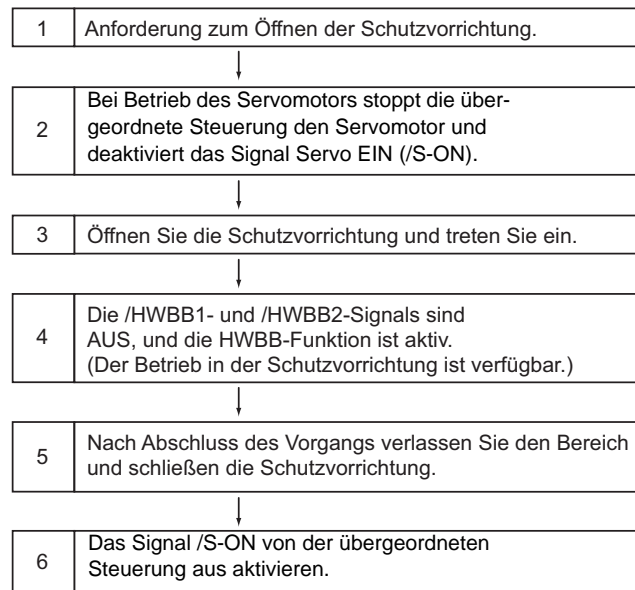 1 Anforderung zum Öffnen der Schutzvorrichtung.
Bei Betrieb des Servomotors stoppt die über-
2 geordnete Steuerung den Servomotor und
deaktiviert das Signal Servo EIN (/S-ON).
3 Öffnen Sie die Schutzvorrichtung und treten Sie ein.
Die /HWBB1- und /HWBB2-Signals sind
4 AUS, und die HWBB-Funktion ist aktiv.
(Der Betrieb in der Schutzvorrichtung ist verfügbar.)
5 Nach Abschluss des Vorgangs verlassen Sie den Bereich
und schließen die Schutzvorrichtung.
6 Das Signal /S-ON von der übergeordneten
Steuerung aus aktivieren.